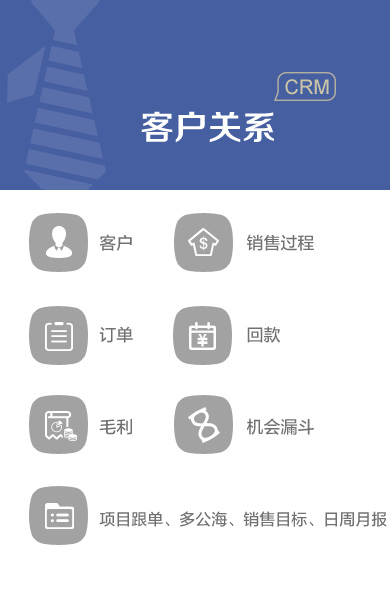 CRM
客户关系
客户
销售过程
订单
回款
毛利
机会漏斗
项目跟单、多公海、销售目标、日周月报